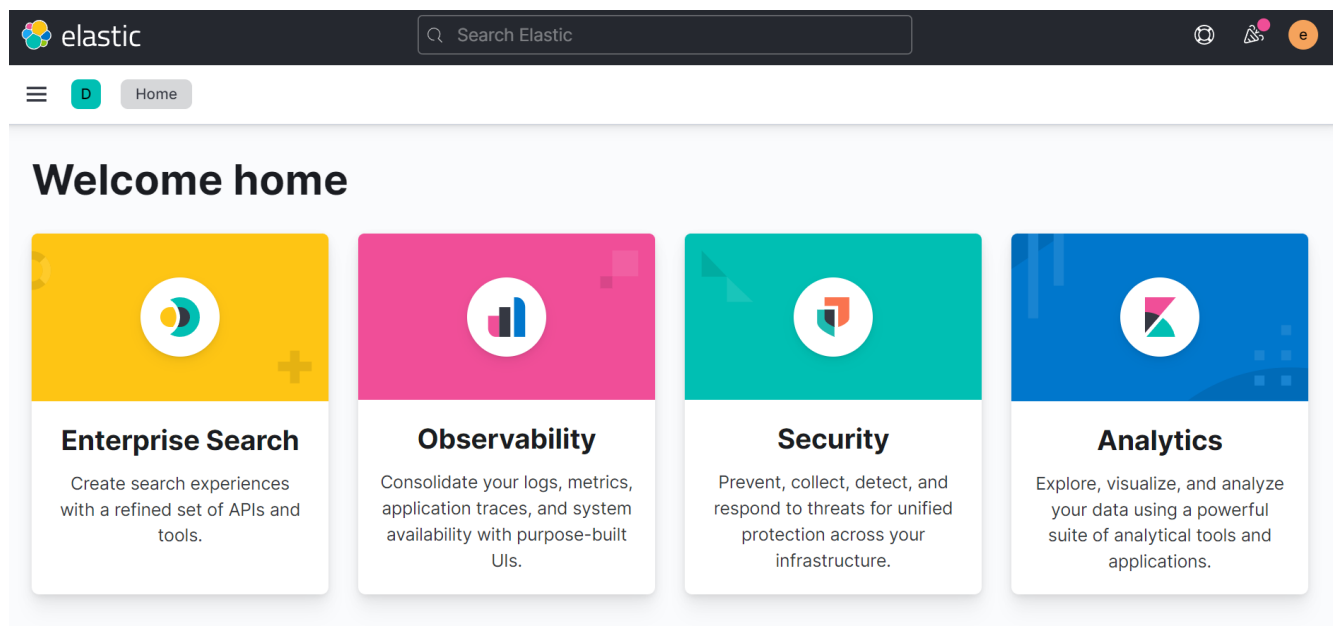 elastic
Search Elastic
e
D
Home
Welcome home
Enterprise Search
Create search experiences
with a refined set of APIs and
tools.
Observability
Consolidate your logs, metrics,
application traces, and system
availability with purpose-built
UIs.
Security
Prevent, collect, detect, and
respond to threats for unified
protection across your
infrastructure.
Analytics
Explore, visualize, and analyze
your data using a powerful
suite of analytical tools and
applications.